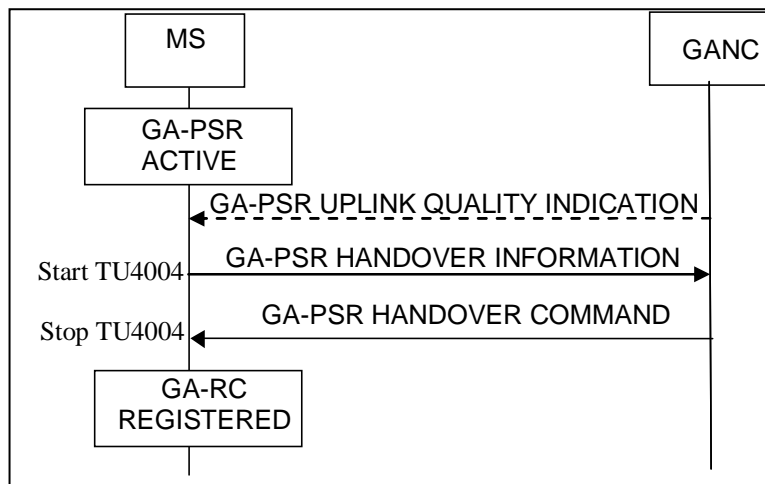 MS
GANC
GA-PSR
ACTIVE
GA-PSR UPLINK QUALITY INDICATION
Start TU4004
GA-PSR HANDOVER INFORMATION
GA-PSR HANDOVER COMMAND
Stop TU4004
GA-RC
REGISTERED